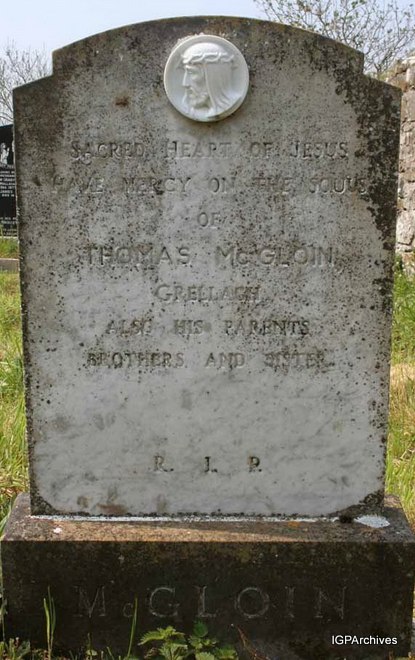 SACRED HEART OF JESUS
HAVE MERCY ON THE SOULS
OF
THOMAS McGLOIN
GRELLAGH
ALSO HIS PARENTS
BROTHERS AND SISTER
R. I. P.
McGLOIN
IGPArchives